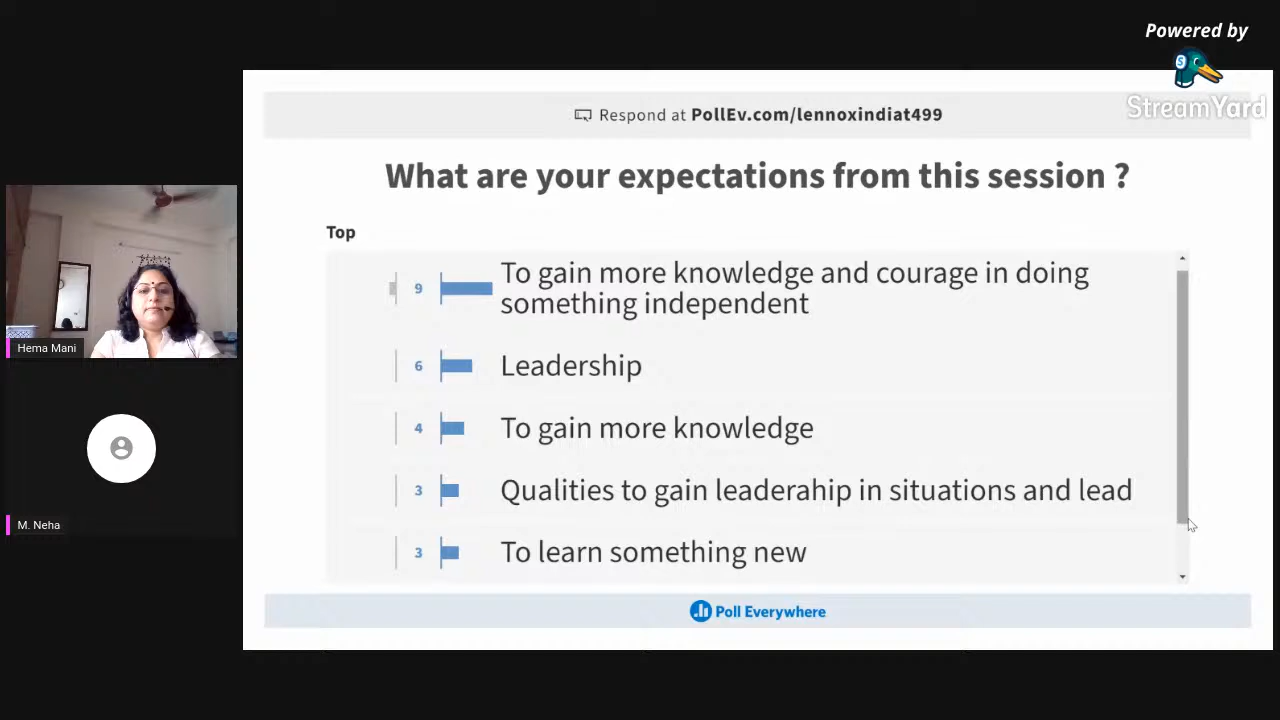 Powered by
StreamYard
Respond at PollEv.com/lennoxindiat499
What are your expectations from this session ?
Top
9
To gain more knowledge and courage in doing
something independent
6
Leadership
4
To gain more knowledge
3
Qualities to gain leaderahip in situations and lead
3
To learn something new
Poll Everywhere
Hema Mani
M. Neha